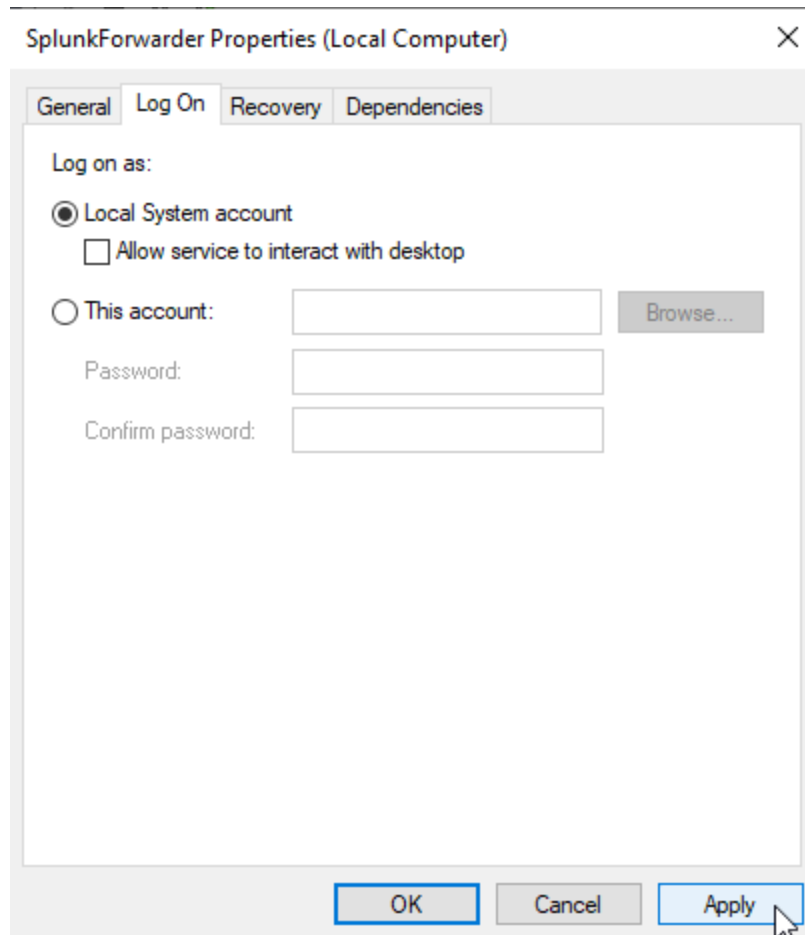 SplunkForwarder Properties (Local Computer)
General Log On Recovery Dependencies
Log on as:
Local System account
Allow service to interact with desktop
This account:
Browse...
Password:
Confirm password:
OK Cancel Apply